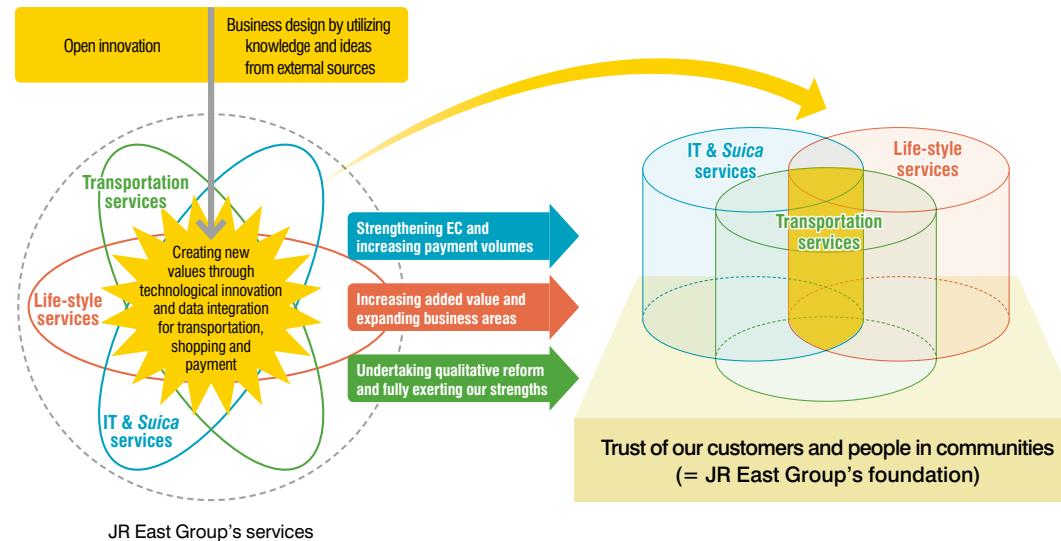 Open innovation
Business design by utilizing
knowledge and ideas
from external sources
Transportation
services
Creating new
values through
technological innovation
and data integration
for transportation,
shopping and
payment
Life-style
services
IT & Suica
services
JR East Group's services
Strengthening EC and
increasing payment volumes
Increasing added value and
expanding business areas
Undertaking qualitative reform
and fully exerting our strengths
IT & Suica
services
Life-style
services
Transportation
services
Trust of our customers and people in communities
(= JR East Group's foundation)